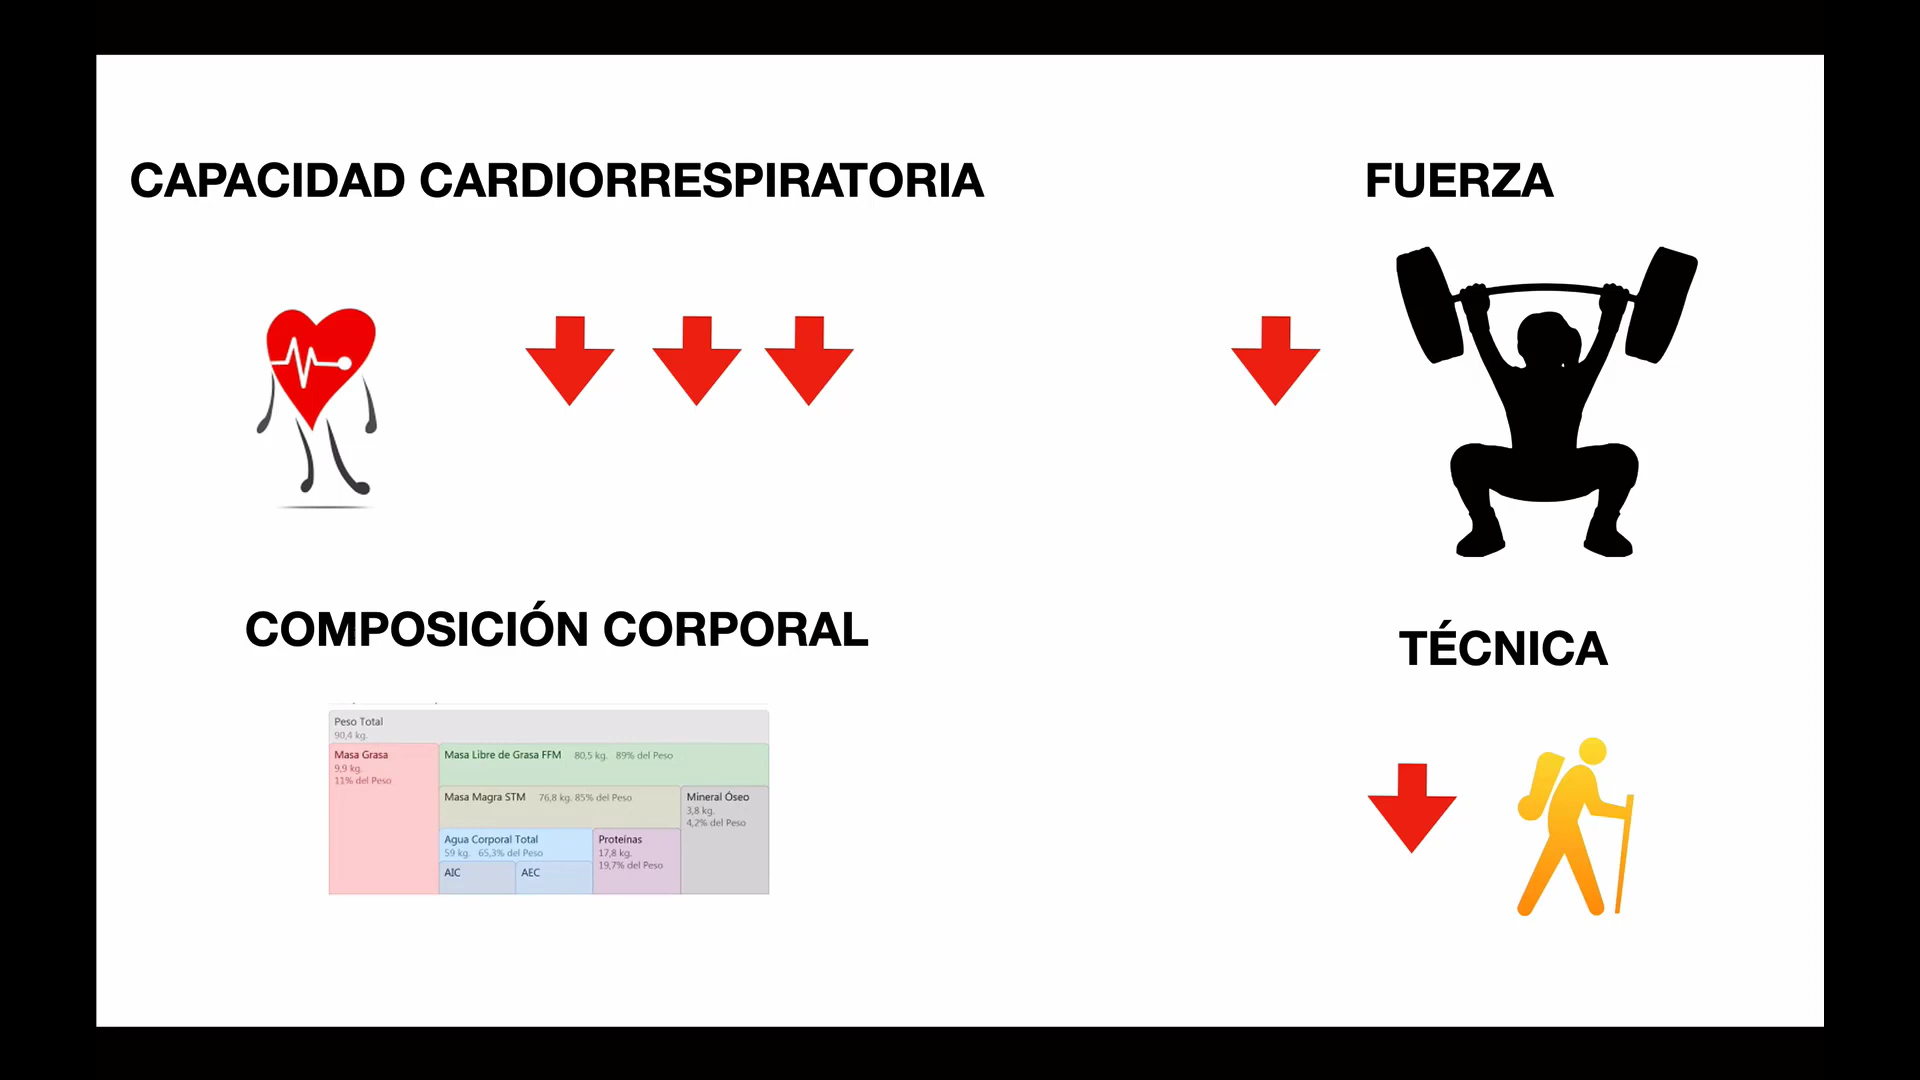 CAPACIDAD CARDIORRESPIRATORIA
FUERZA
COMPOSICIÓN CORPORAL
TÉCNICA
Peso Total
90,4 kg.
Masa Grasa
9,9 kg.
11% del Peso
Masa Libre de Grasa FFM 80,5 kg. 89% del Peso
Masa Magra STM 76,8 kg. 85% del Peso
Mineral Óseo
3,8 kg.
4,2% del Peso
Agua Corporal Total
59 kg. 65,3% del Peso
Proteínas
17,8 kg.
19,7% del Peso
AIC
AEC